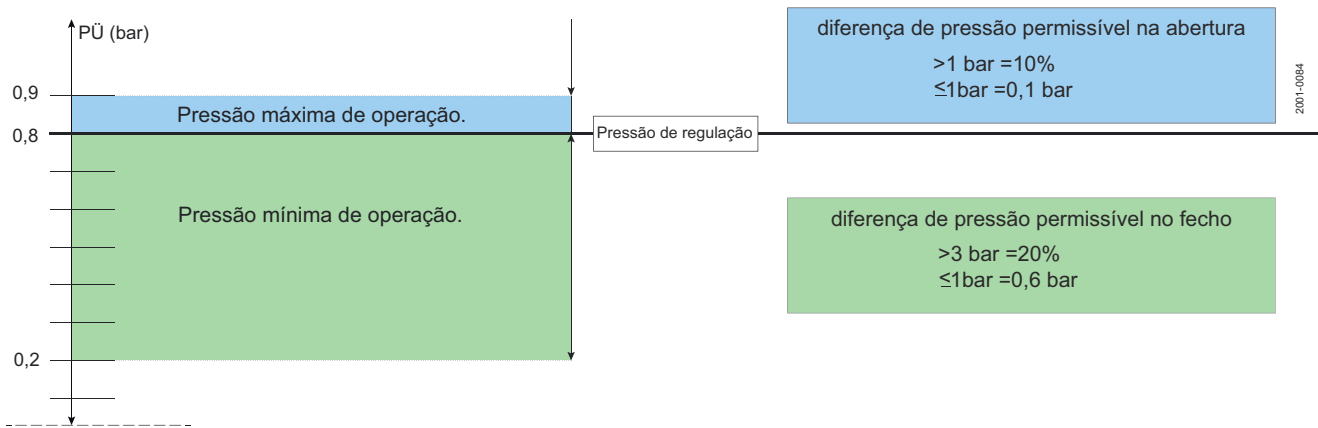 PÜ (bar)
0,9
0,8
0,2
Pressão máxima de operação.
Pressão mínima de operação.
Pressão de regulação
diferença de pressão permissível na abertura
>1 bar =10%
≤1bar =0,1 bar
2001-0084
diferença de pressão permissível no fecho
>3 bar =20%
≤1bar =0,6 bar